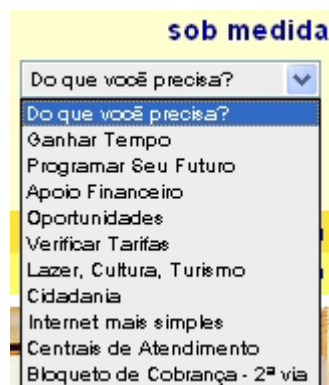 sob medida
Do que você precisa?
Do que você precisa?
Ganhar Tempo
Programar Seu Futuro
Apoio Financeiro
Oportunidades
Verificar Tarifas
Lazer, Cultura, Turismo
Cidadania
Internet mais simples
Centrais de Atendimento
Bloqueto de Cobrança - 2ª via